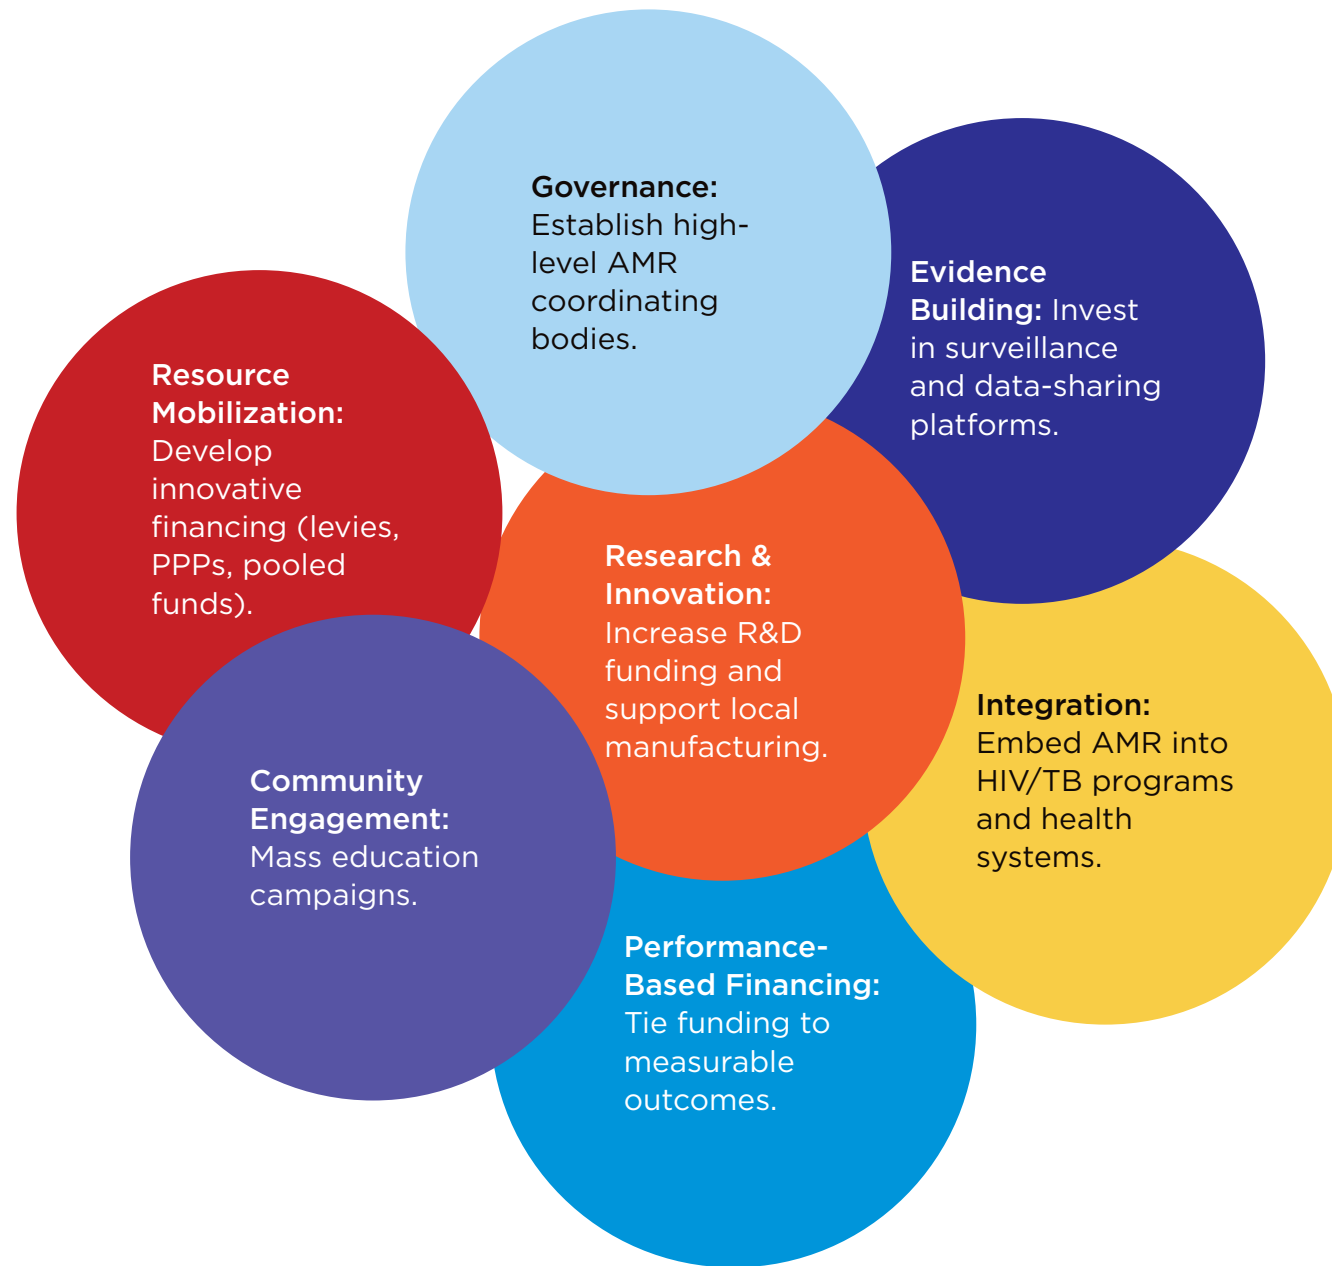 Governance:
Establish high-
level AMR
coordinating
bodies.
Evidence
Building: Invest
in surveillance
and data-sharing
platforms.
Resource
Mobilization:
Develop
innovative
financing (levies,
PPPs, pooled
funds).
Research &
Innovation:
Increase R&D
funding and
support local
manufacturing.
Integration:
Embed AMR into
HIV/TB programs
and health
systems.
Community
Engagement:
Mass education
campaigns.
Performance-
Based Financing:
Tie funding to
measurable
outcomes.